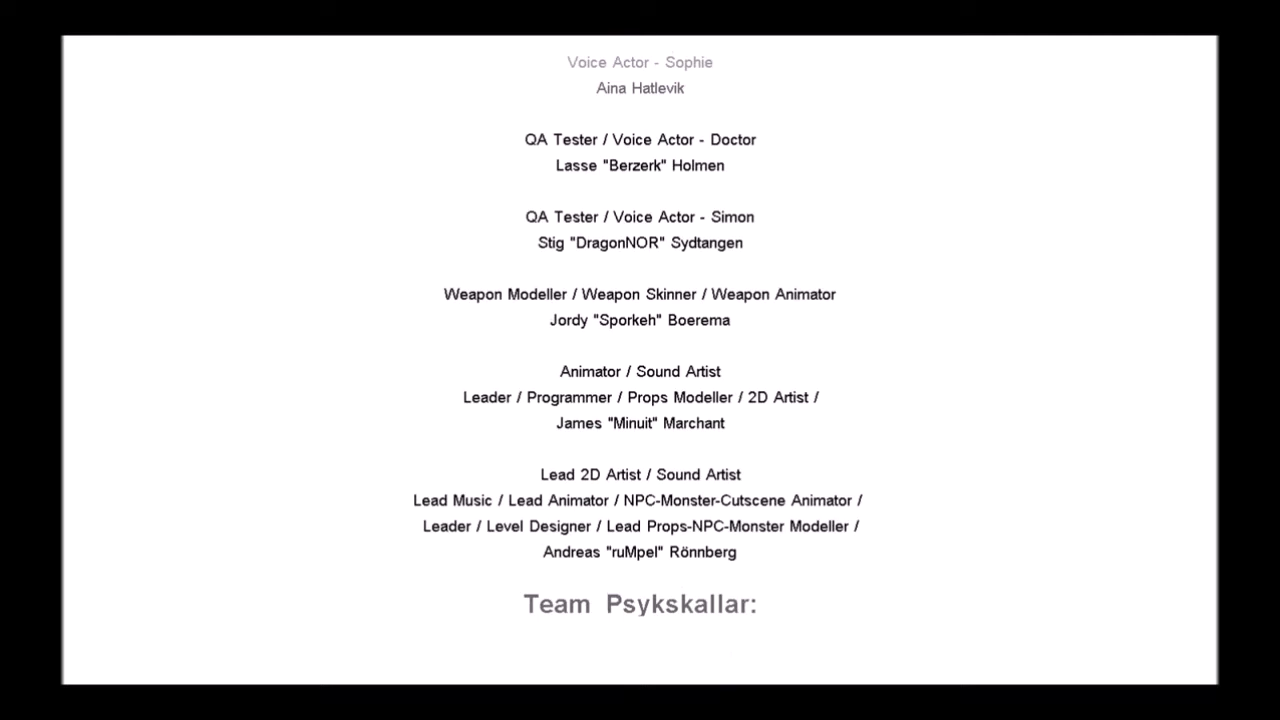 Voice Actor - Sophie
Aina Hatlevik
QA Tester / Voice Actor - Doctor
Lasse "Berzerk" Holmen
QA Tester / Voice Actor - Simon
Stig "DragonNOR" Sydtangen
Weapon Modeller / Weapon Skinner / Weapon Animator
Jordy "Sporkeh" Boerema
Animator / Sound Artist
Leader / Programmer / Props Modeller / 2D Artist /
James "Minuit" Marchant
Lead 2D Artist / Sound Artist
Lead Music / Lead Animator / NPC-Monster-Cutscene Animator /
Leader / Level Designer / Lead Props-NPC-Monster Modeller /
Andreas "ruMpel" Rönnberg
Team Psykskallar: